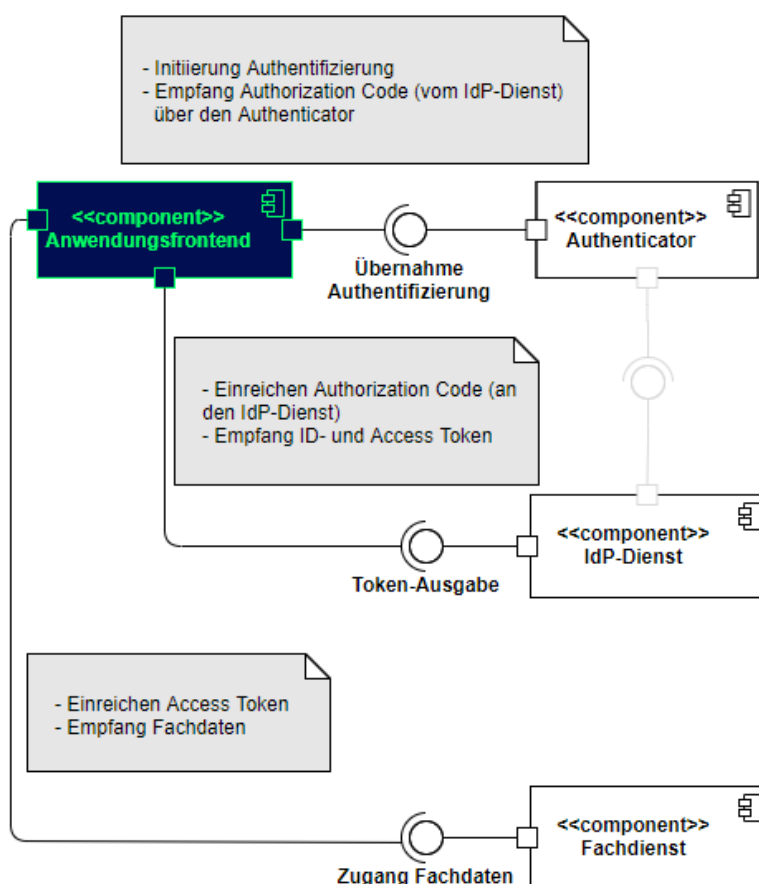 - Initiierung Authentifizierung
- Empfang Authorization Code (vom IdP-Dienst)
über den Authenticator
<<component>>
Anwendungsfrontend
<<component>>
Authenticator
Übernahme
Authentifizierung
- Einreichen Authorization Code (an
den IdP-Dienst)
- Empfang ID- und Access Token
<<component>>
IdP-Dienst
Token-Ausgabe
- Einreichen Access Token
- Empfang Fachdaten
<<component>>
Fachdienst
Zugang Fachdaten